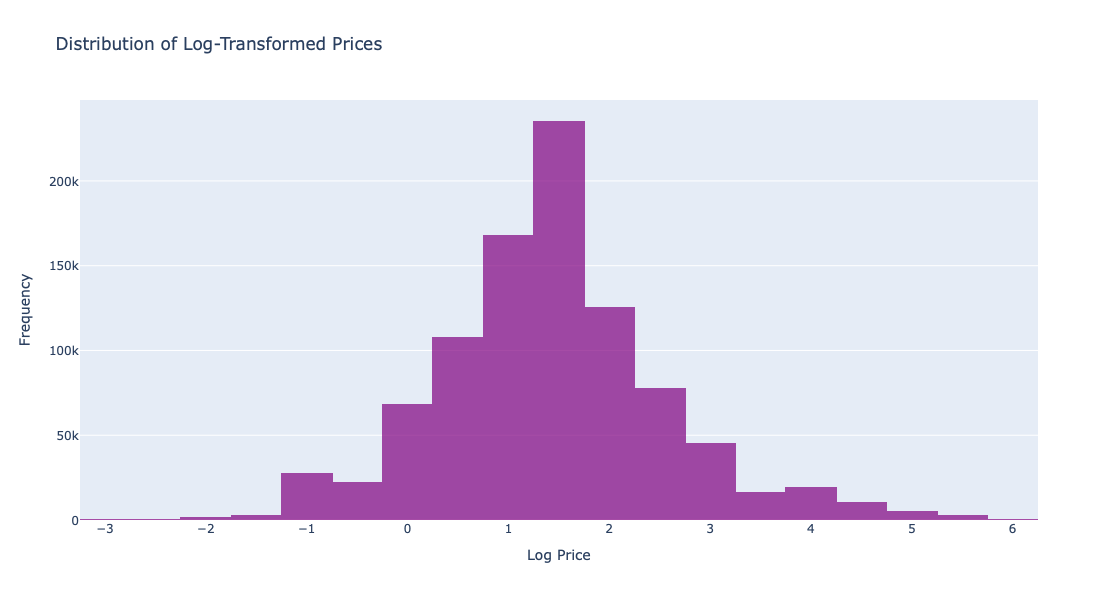 Distribution of Log-Transformed Prices
Frequency
200k
150k
100k
50k
0
−3 −2 −1 0 1 2 3 4 5 6
Log Price